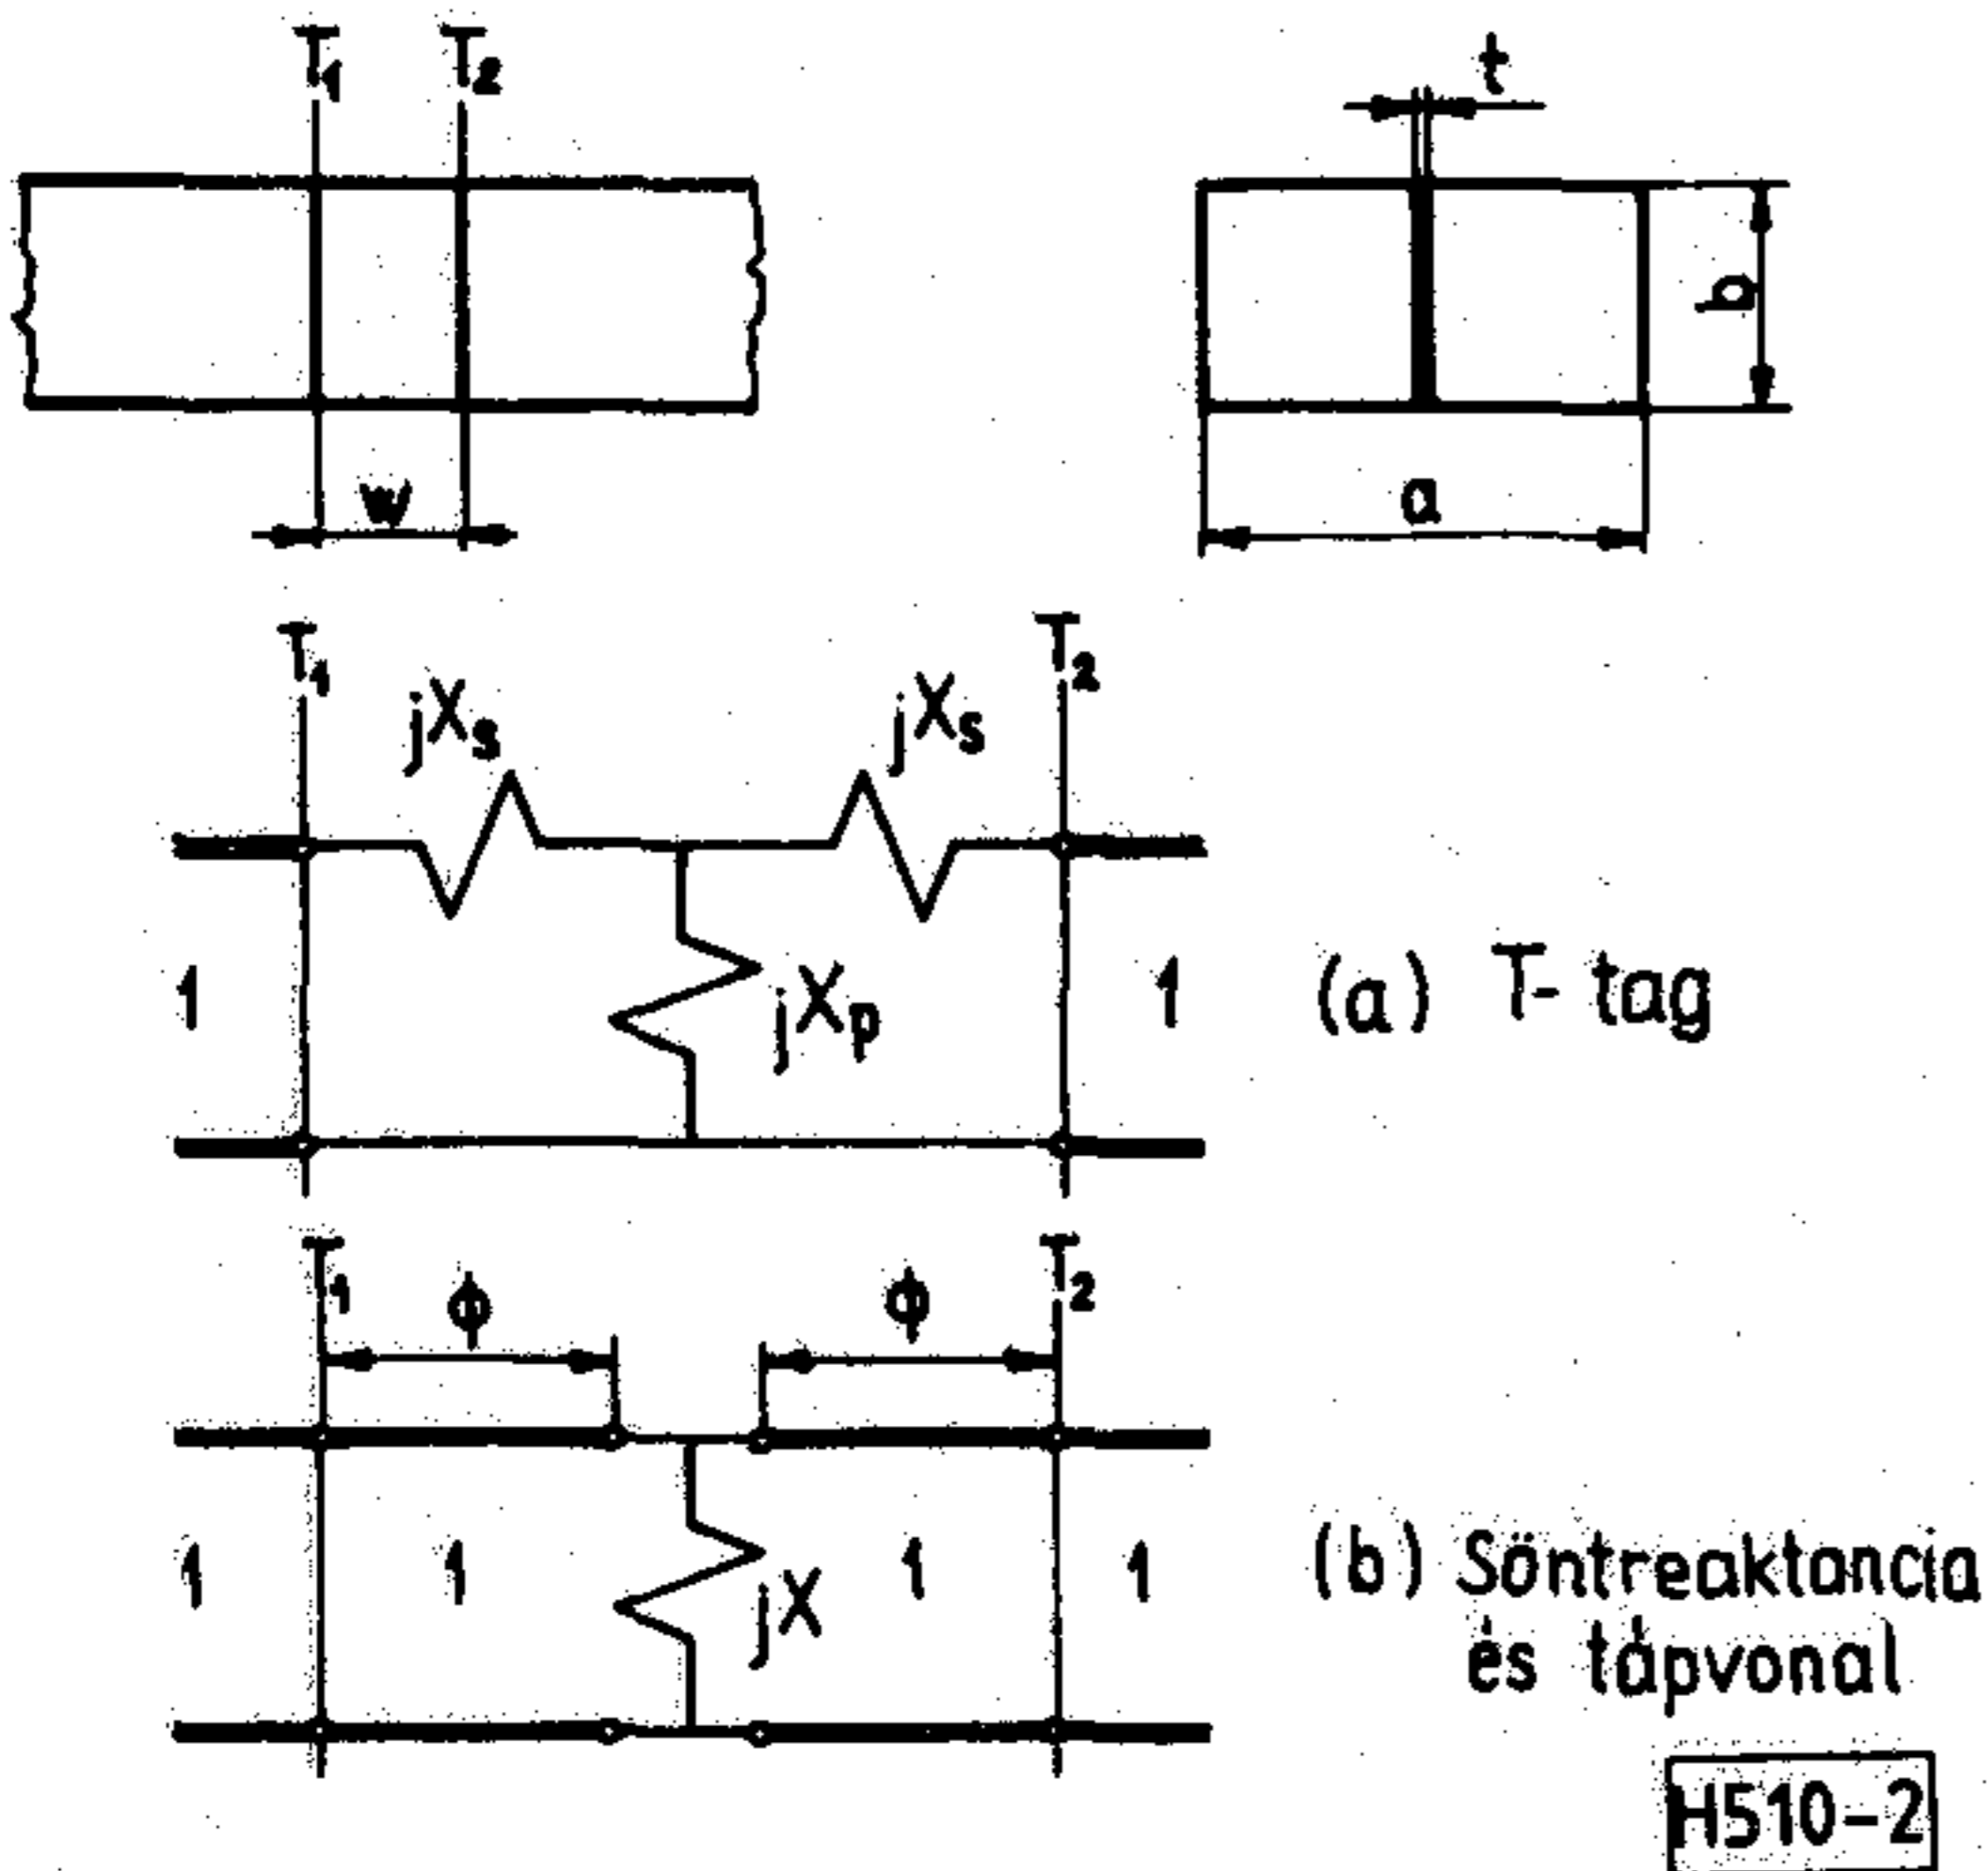 T₁ T₂
t
b
w
a
T₁ T₂
jXₛ jXₛ
1 jXₚ 1 (a) T-tag
T₁ ϕ ϕ T₂
1 1 jX 1 1 (b) Söntreaktancia
és tápvonal
H510-2